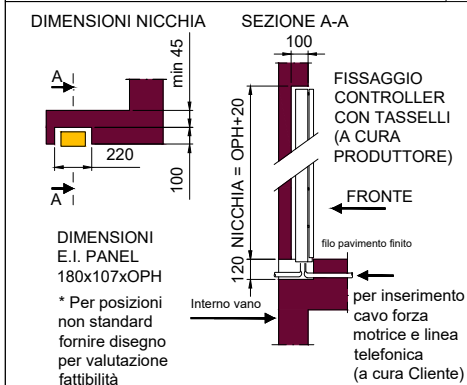 DIMENSIONI NICCHIA
SEZIONE A-A
A
min 45
100
220
A
100
NICCHIA = OPH+20
120
FISSAGGIO
CONTROLLER
CON TASSELLI
(A CURA
PRODUTTORE)
FRONTE
filo pavimento finito
DIMENSIONI
E.I. PANEL
180x107xOPH
* Per posizioni
non standard
fornire disegno
per valutazione
fattibilità
Interno vano
per inserimento
cavo forza
motrice e linea
telefonica
(a cura Cliente)